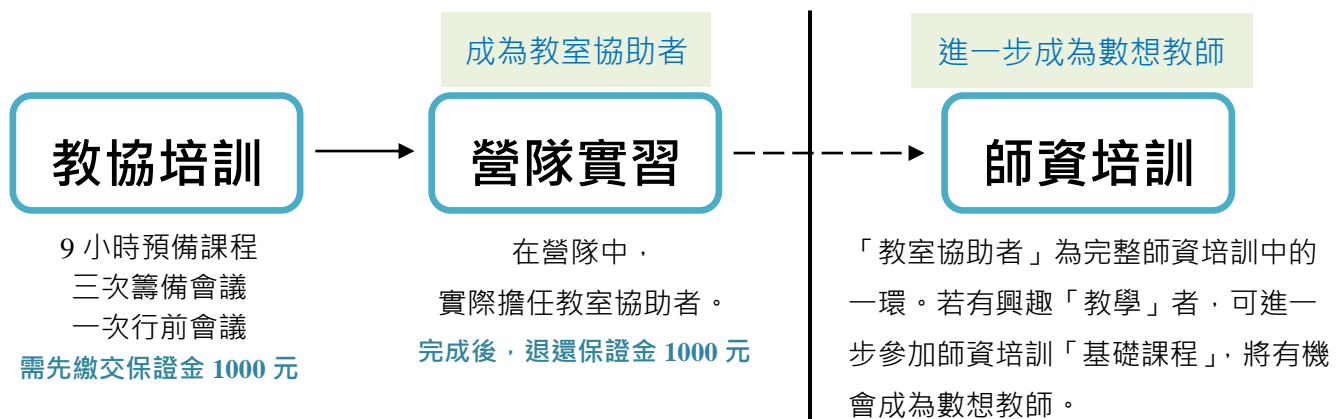 成為教室協助者
進一步成為數想教師
教協培訓
營隊實習
師資培訓
9 小時預備課程
三次籌備會議
一次行前會議
需先繳交保證金 1000 元
在營隊中，
實際擔任教室協助者。
完成後，退還保證金 1000 元
「教室協助者」為完整師資培訓中的
一環。若有興趣「教學」者，可進一
步參加師資培訓「基礎課程」，將有機
會成為數想教師。